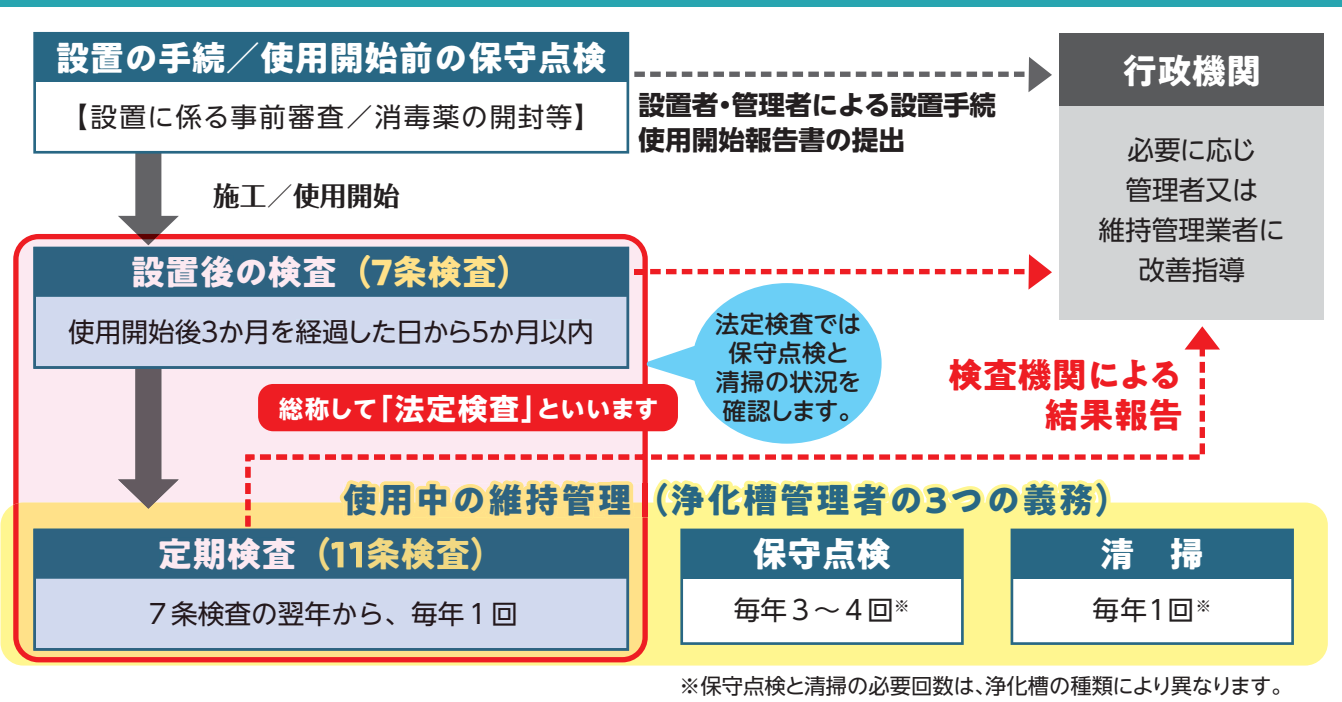 設置の手続／使用開始前の保守点検
【設置に係る事前審査／消毒薬の開封等】
設置者・管理者による設置手続
使用開始報告書の提出
行政機関
必要に応じ
管理者又は
維持管理業者に
改善指導
施工／使用開始
設置後の検査（7条検査）
使用開始後3か月を経過した日から5か月以内
法定検査では
保守点検と
清掃の状況を
確認します。
総称して「法定検査」といいます
検査機関による
結果報告
使用中の維持管理（浄化槽管理者の3つの義務）
定期検査（11条検査）
７条検査の翌年から、毎年１回
保守点検
毎年３～４回※
清　掃
毎年1回※
※保守点検と清掃の必要回数は、浄化槽の種類により異なります。